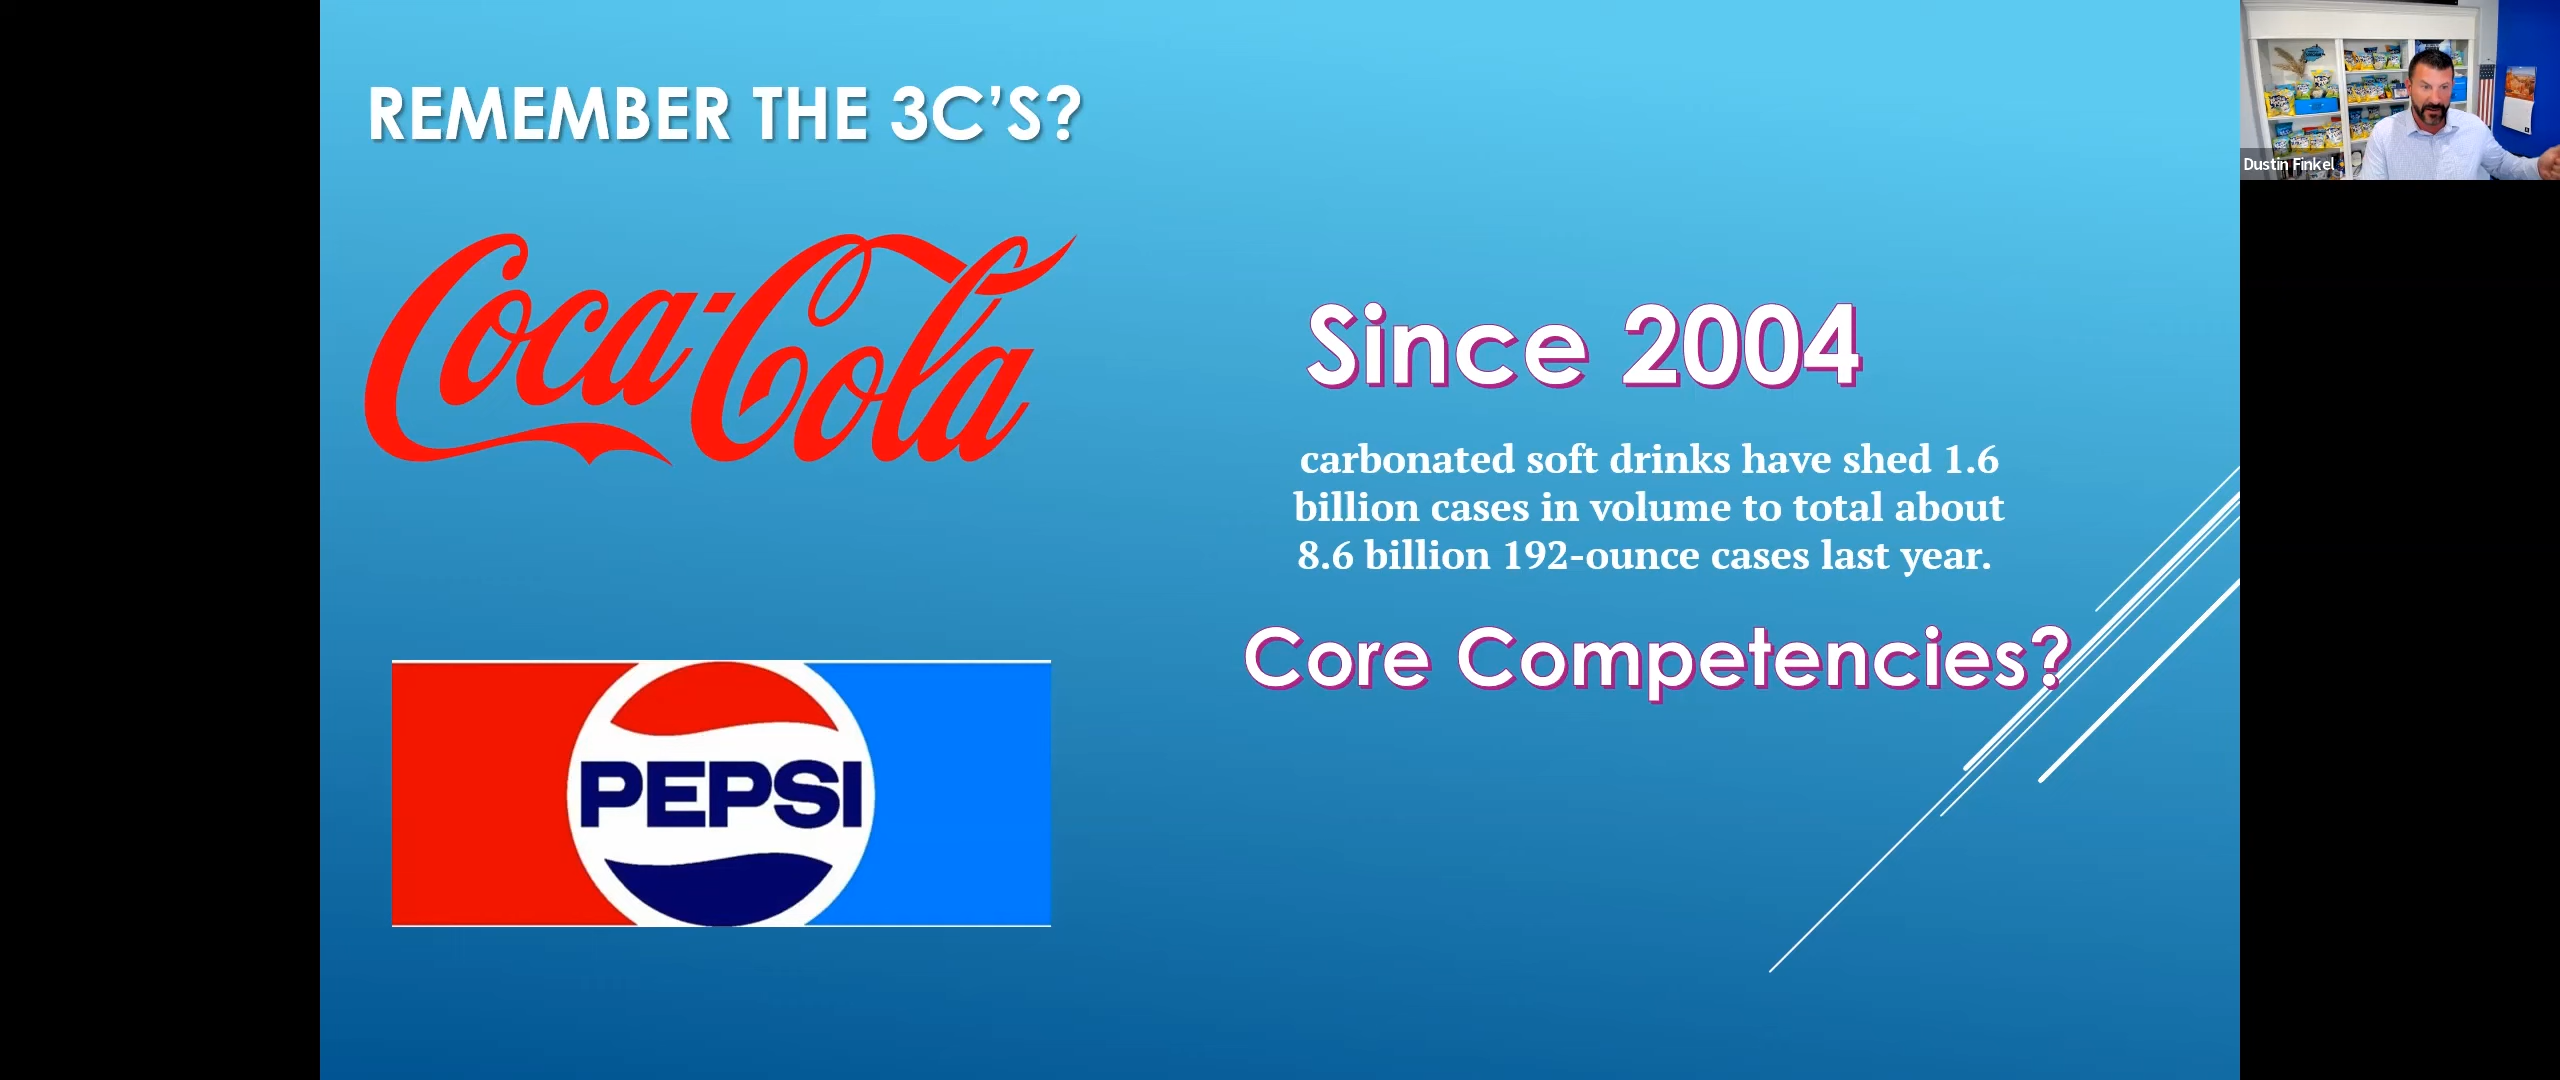 REMEMBER THE 3C'S?
Coca-Cola
Since 2004
carbonated soft drinks have shed 1.6
billion cases in volume to total about
8.6 billion 192-ounce cases last year.
Core Competencies?
PEPSI
Dustin Finkel